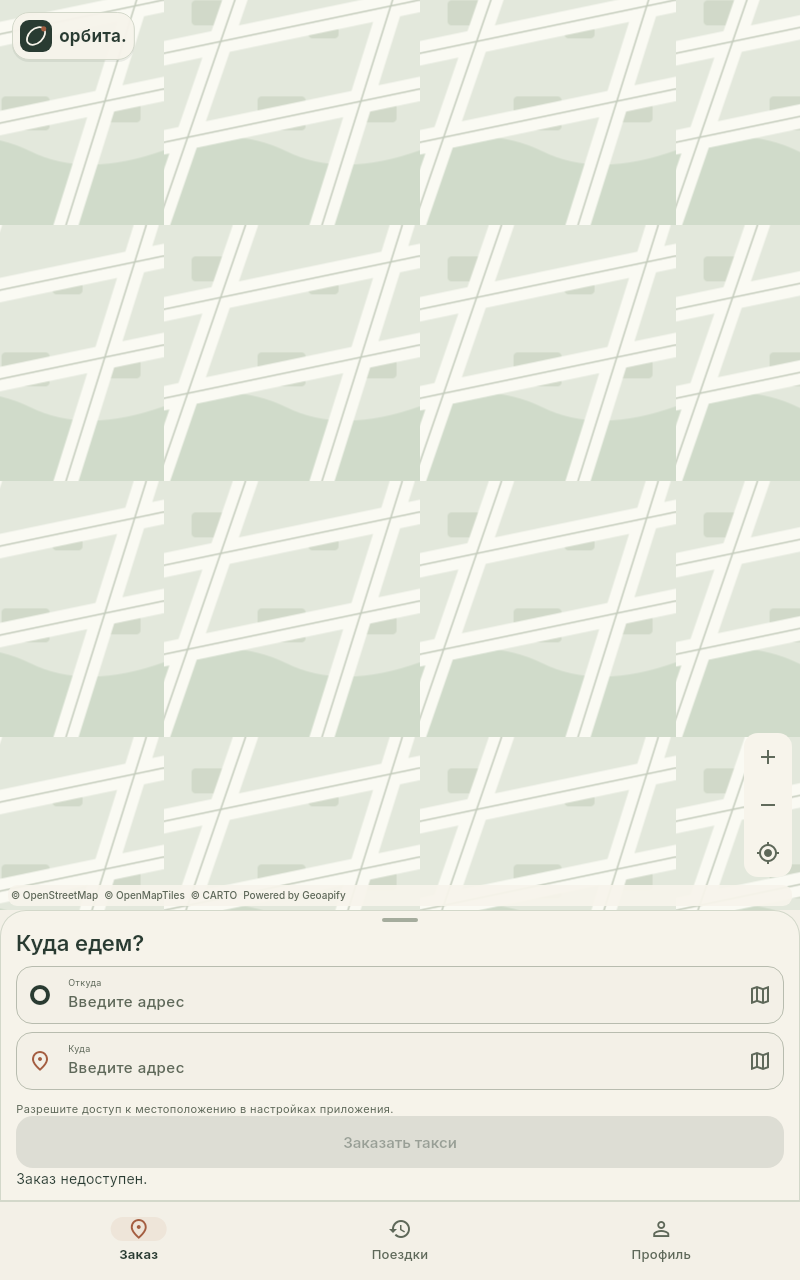 орбита.
© OpenStreetMap © OpenMapTiles © CARTO Powered by Geoapify
Куда едем?
Откуда
Введите адрес
Куда
Введите адрес
Разрешите доступ к местоположению в настройках приложения.
Заказать такси
Заказ недоступен.
Заказ
Поездки
Профиль